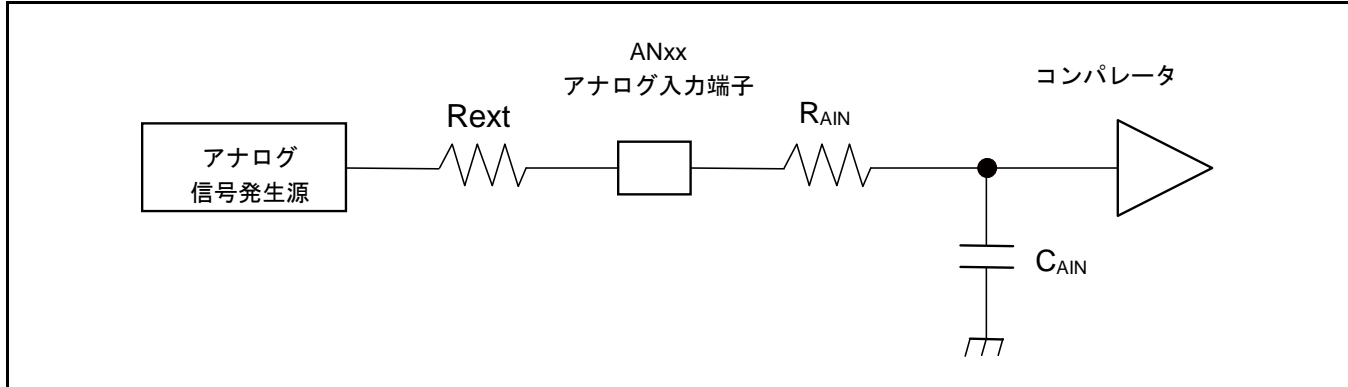 ANxx
アナログ入力端子
コンパレータ
Rext
RAIN
アナログ
信号発生源
CAIN